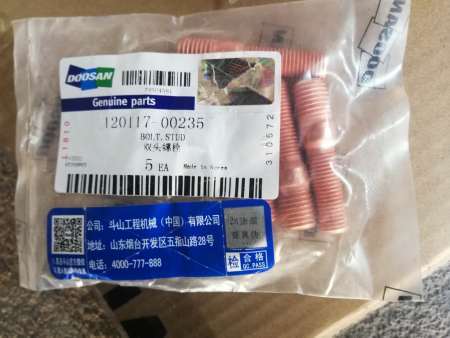 DOOSAN
Genuine parts
120117-00235
BOLT,STUD
双头螺栓
5 EA
Made in Korea
310572
公司：斗山工程机械（中国）有限公司
地址：山东烟台开发区五指山路28号
电话：4000-777-888
检 合格
QC PASS
DOOSAN